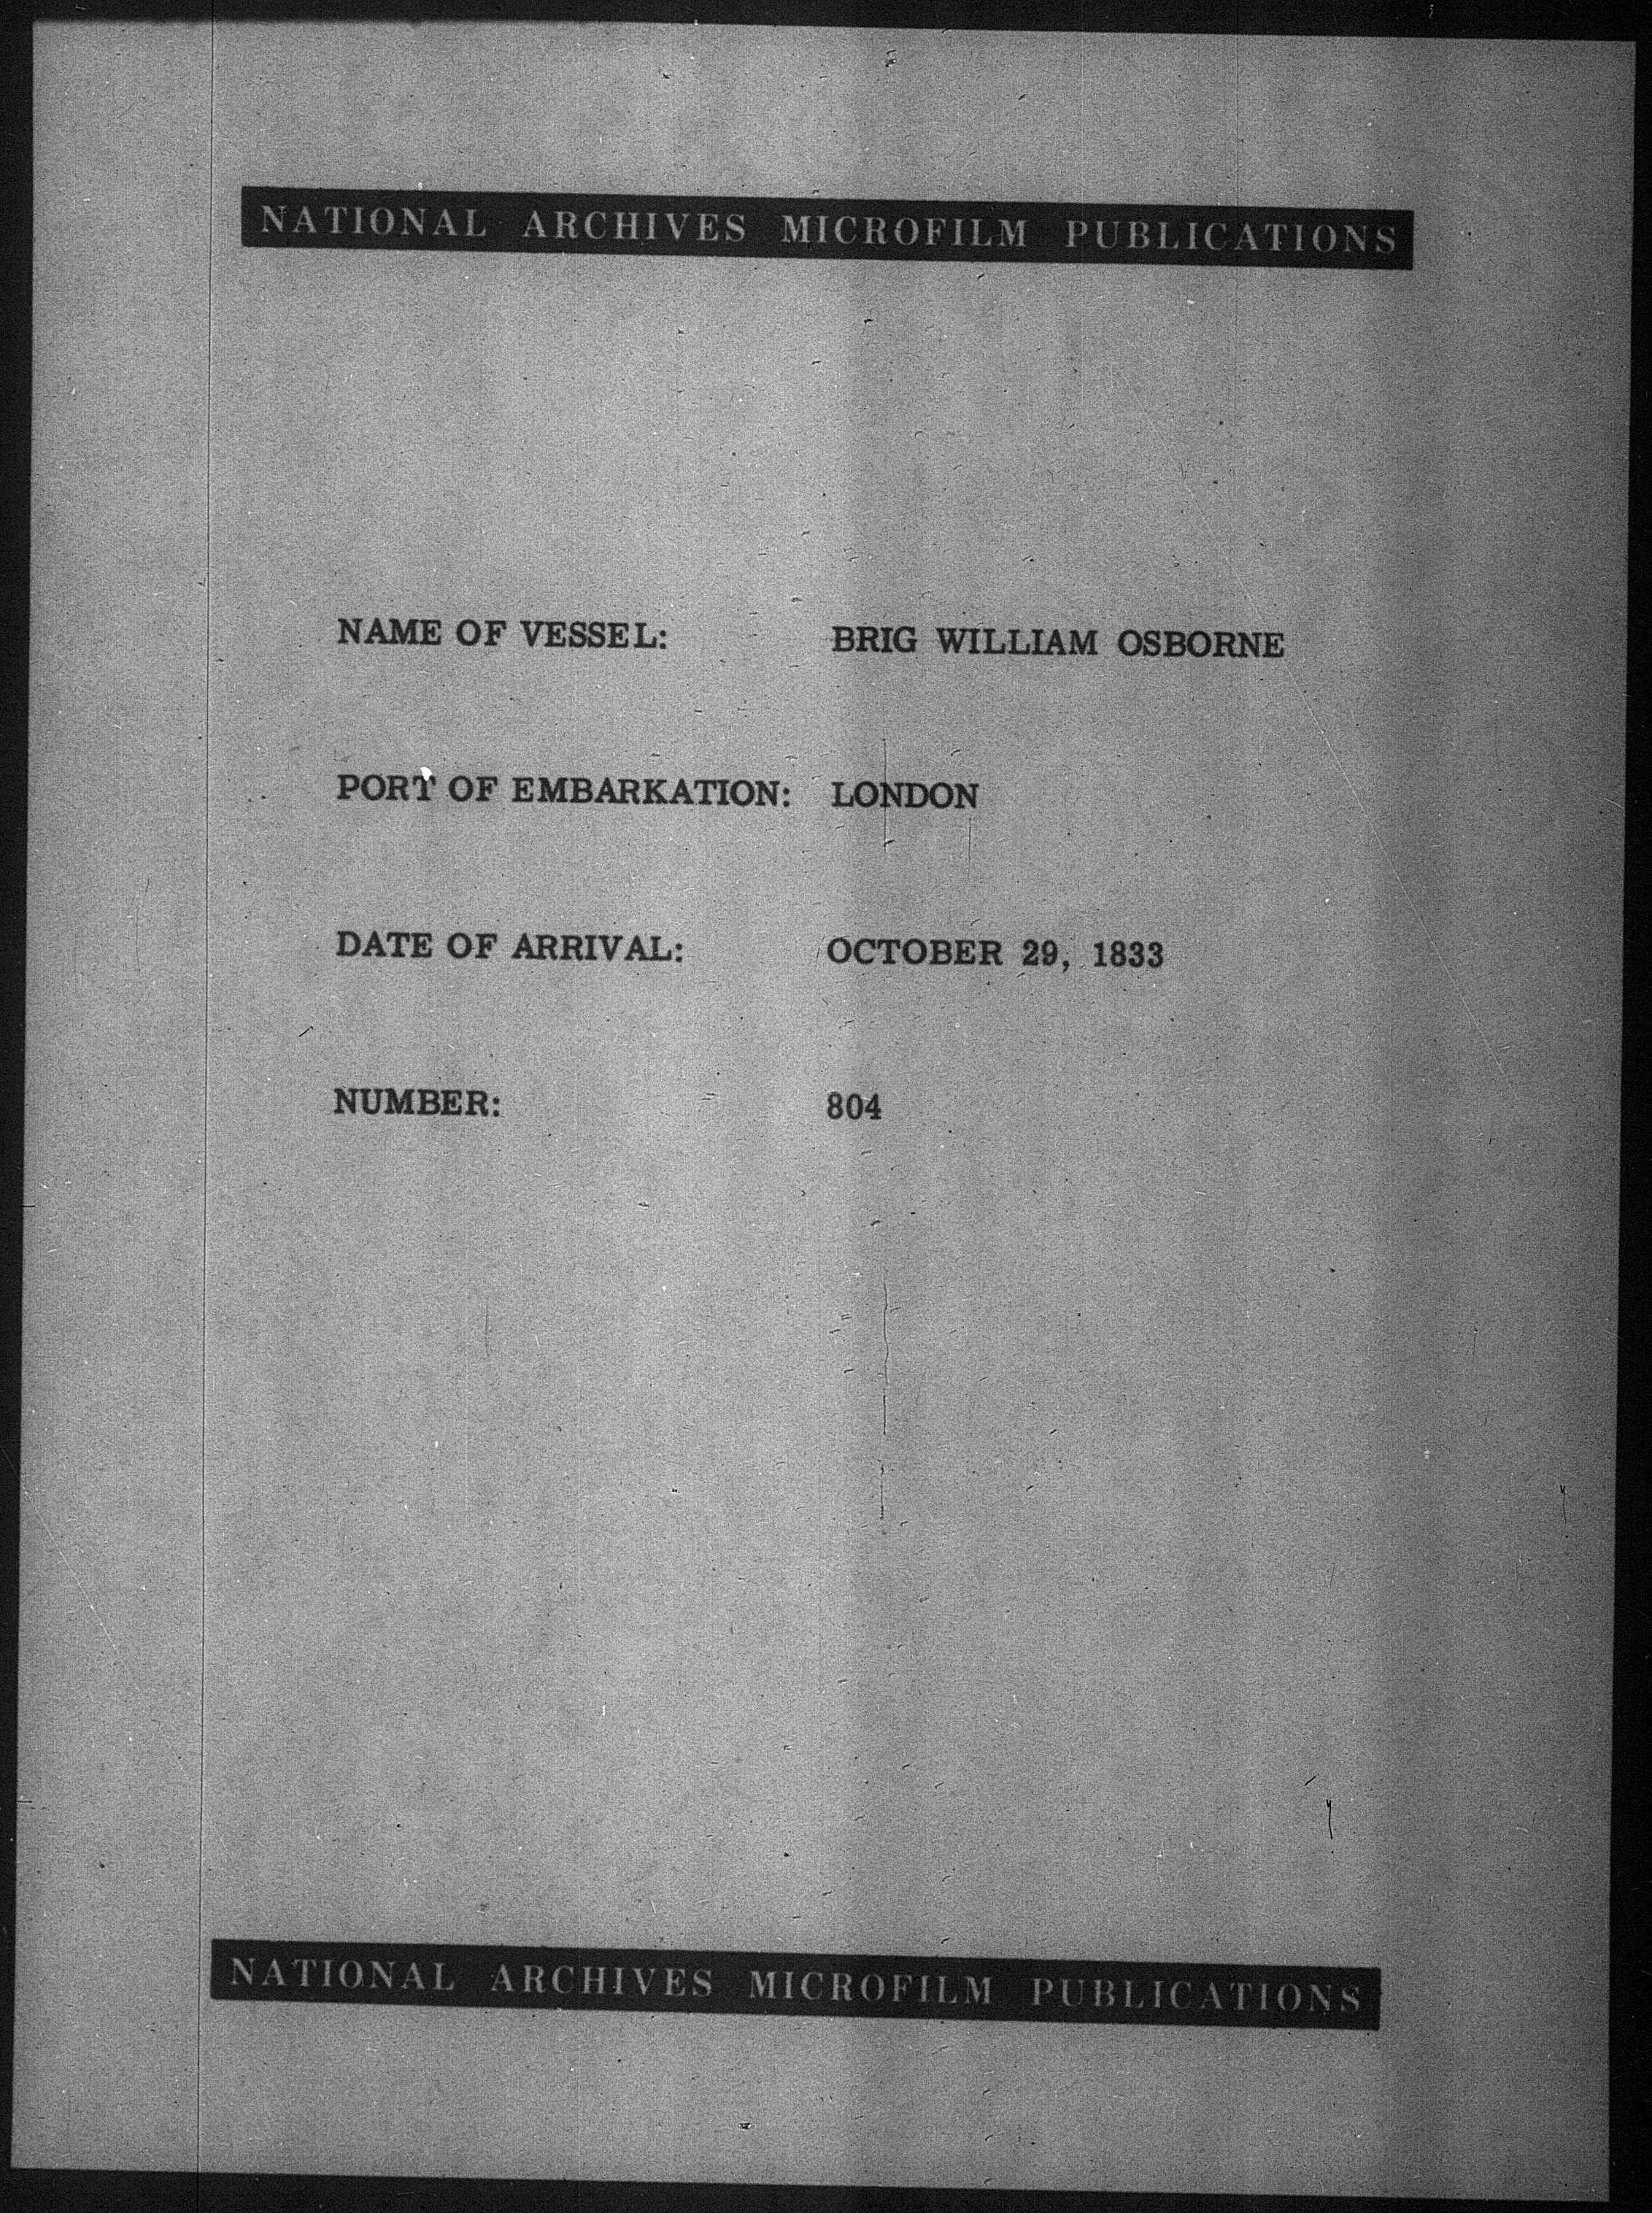 NATIONAL ARCHIVES MICROFILM PUBLICATIONS
NAME OF VESSEL: BRIG WILLIAM OSBORNE
PORT OF EMBARKATION: LONDON
DATE OF ARRIVAL: OCTOBER 29, 1833
NUMBER: 804
NATIONAL ARCHIVES MICROFILM PUBLICATIONS